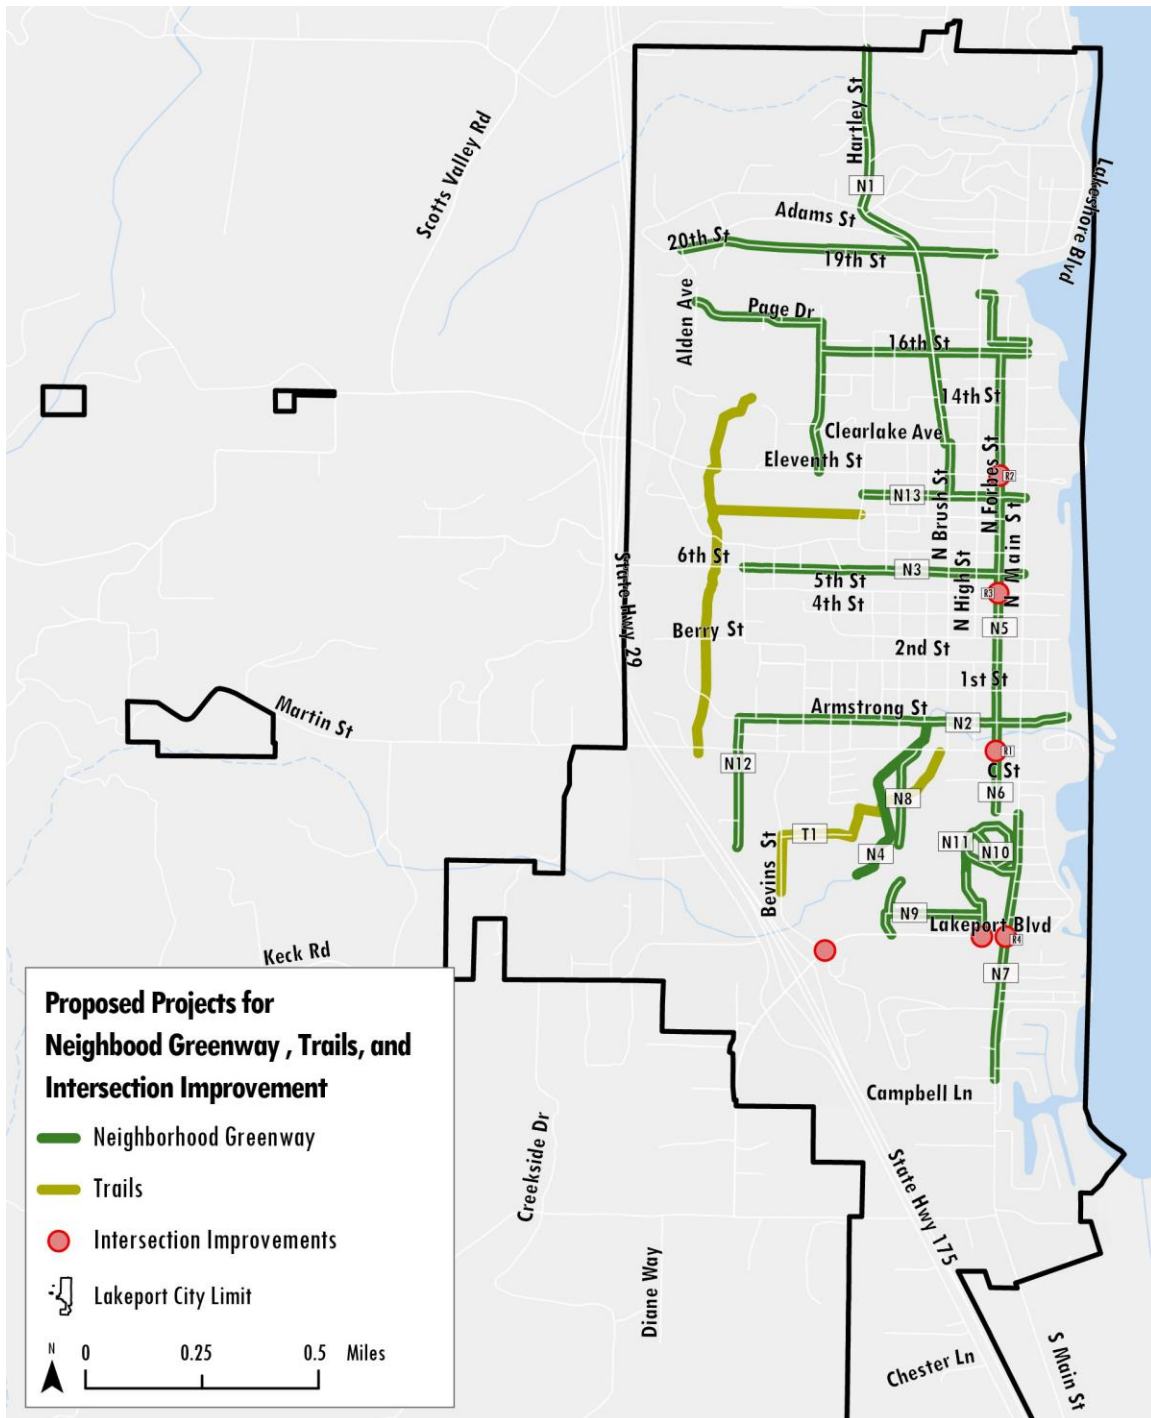 Hartley St
Scotts Valley Rd
N1
Lakeshore Blvd
Adams St
20th St
19th St
Alden Ave
Page Dr
16th St
14th St
Clearlake Ave
Eleventh St
N Forbes St
R2
N13
N Brush St
N Main St
6th St
State Hwy 29
N3
5th St
4th St
N High St
R3
Berry St
N5
2nd St
1st St
Martin St
Armstrong St
N2
N12
R1
C St
N6
N8
Bevins St
T1
N4
N11
N10
N9
Lakeport Blvd
R4
Keck Rd
N7
Campbell Ln
Creekside Dr
State Hwy 175
Diane Way
Chester Ln
S Main St
Proposed Projects for
Neighbood Greenway , Trails, and
Intersection Improvement
Neighborhood Greenway
Trails
Intersection Improvements
Lakeport City Limit
N
0 0.25 0.5 Miles